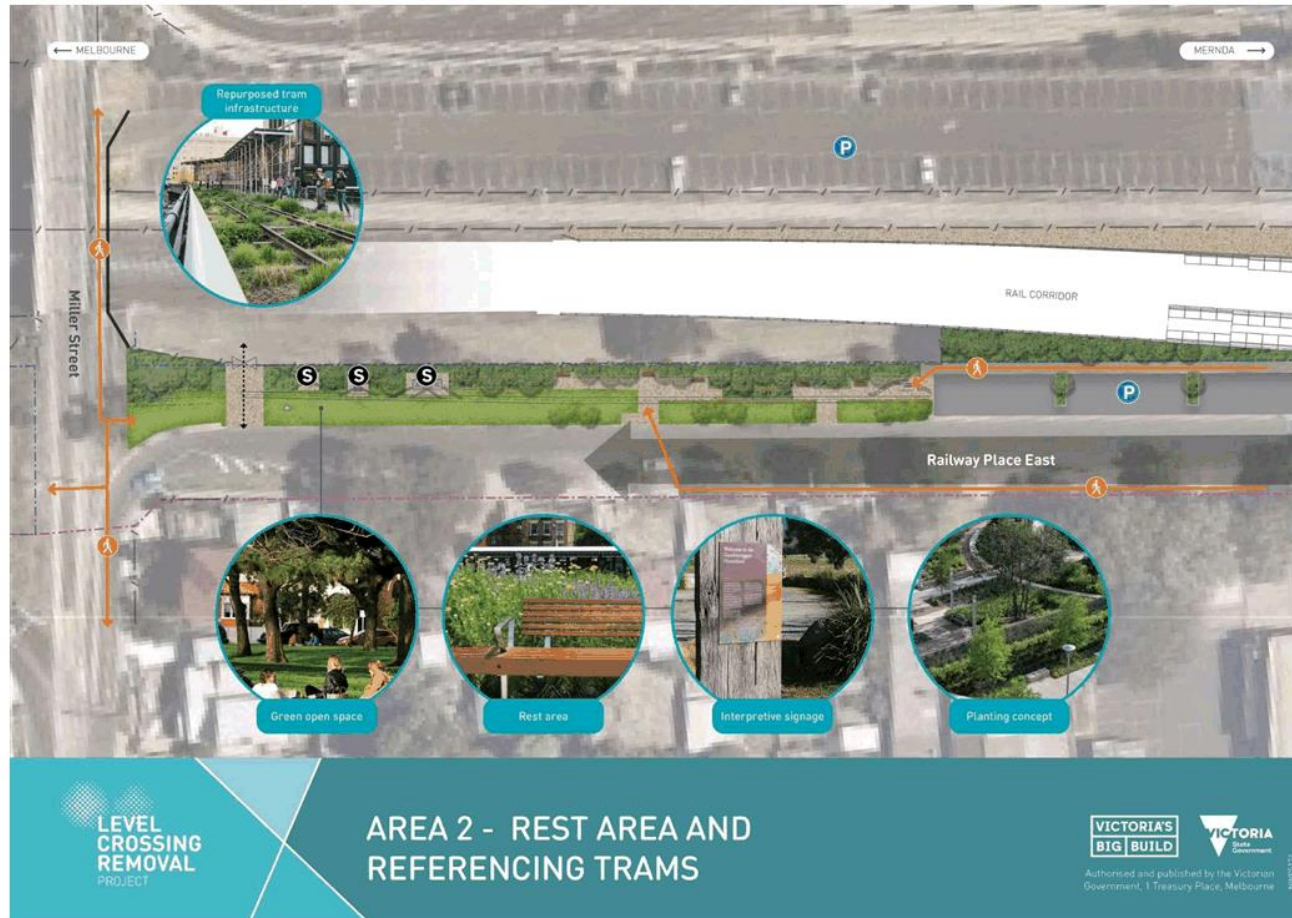 ← MELBOURNE
MERNDA →
Repurposed tram
infrastructure
P
Miller Street
RAIL CORRIDOR
S
S
S
P
Railway Place East
Green open space
Rest area
Interpretive signage
Planting concept
LEVEL
CROSSING
REMOVAL
PROJECT
AREA 2 - REST AREA AND
REFERENCING TRAMS
VICTORIA'S
BIG BUILD
VICTORIA
State
Government
Authorised and published by the Victorian
Government, 1 Treasury Place, Melbourne